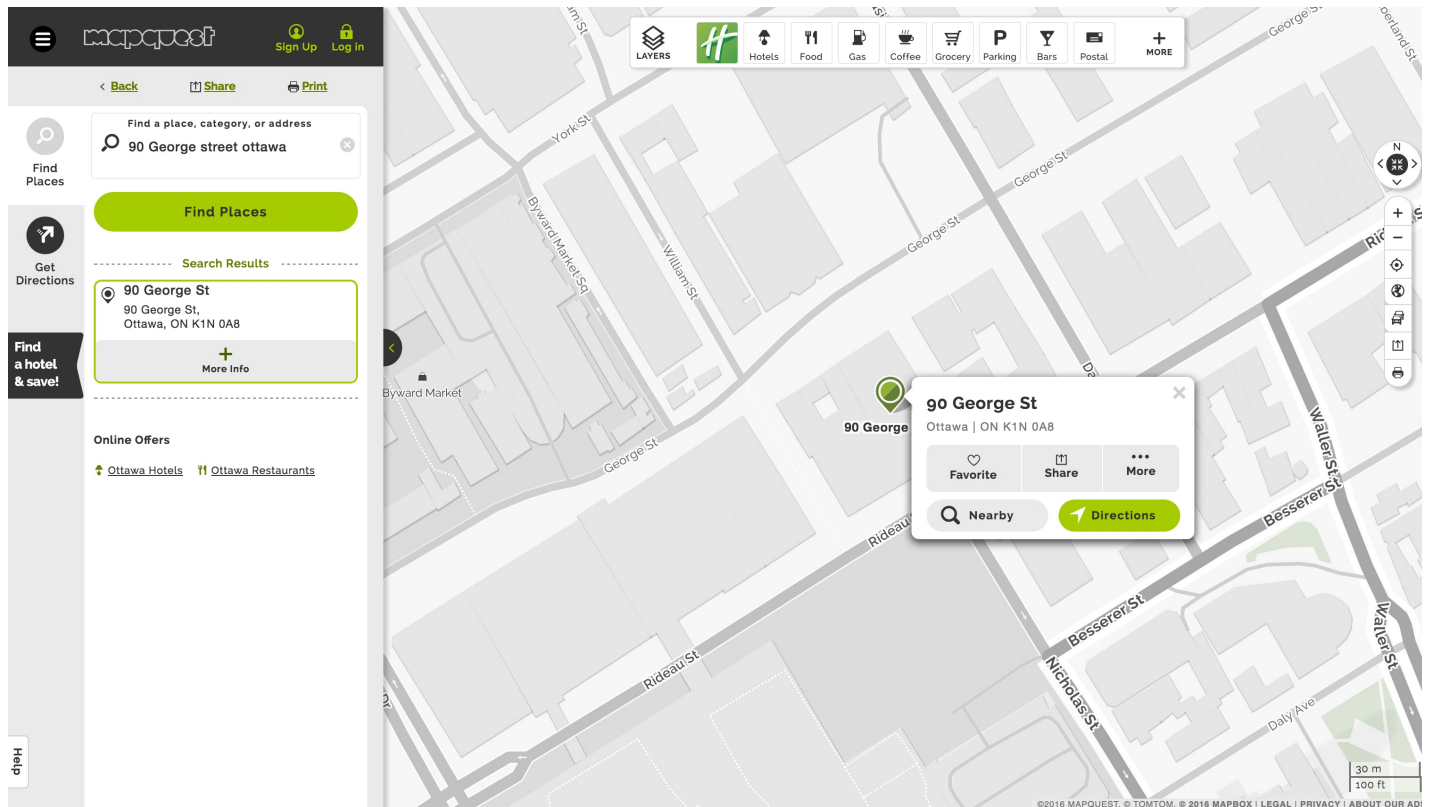 mapquest
Sign Up
Log in
< Back
Share
Print
Find a place, category, or address
90 George street ottawa
Find Places
Find
Places
Get
Directions
Search Results
90 George St
90 George St,
Ottawa, ON K1N 0A8
+
More Info
Find
a hotel
& save!
Online Offers
Ottawa Hotels
Ottawa Restaurants
Help
LAYERS
H
Hotels
Food
Gas
Coffee
Grocery
P
Parking
Bars
Postal
+
MORE
George St
York St
George St
Byward Market Sq
William St
George St
N
+
−
Byward Market
90 George
George St
Rideau St
90 George St
Ottawa | ON K1N 0A8
Favorite
Share
More
Nearby
Directions
Rideau
Waller St
Besserer St
Besserer St
Waller St
Nicholas St
Daly Ave
30 m
100 ft
©2016 MAPQUEST, © TOMTOM, © 2016 MAPBOX | LEGAL | PRIVACY | ABOUT OUR ADS